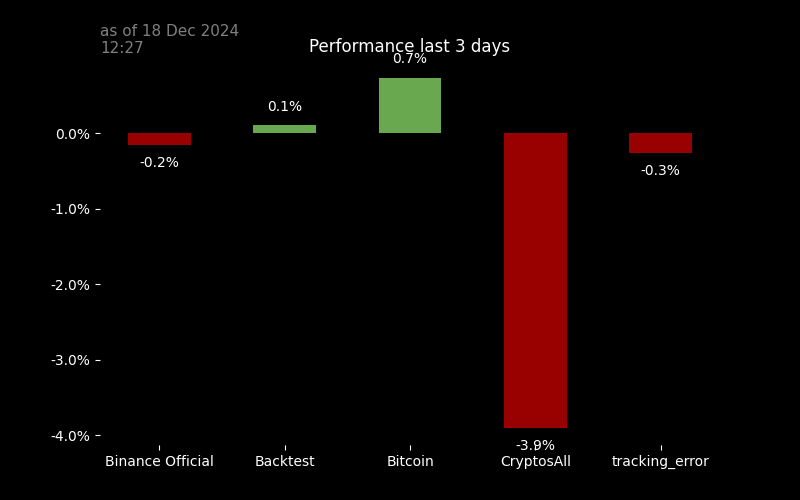 as of 18 Dec 2024
12:27
Performance last 3 days
0.7%
0.1%
0.0%
-0.2%
-0.3%
-1.0%
-2.0%
-3.0%
-4.0%
-3.9%
Binance Official
Backtest
Bitcoin
CryptosAll
tracking_error